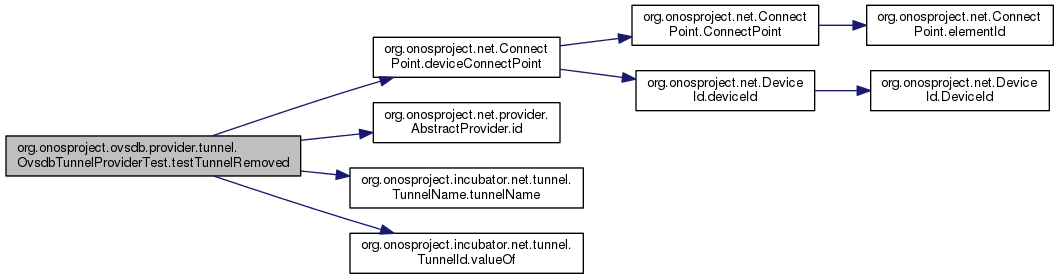 org.onosproject.ovsdb.provider.tunnel.
OvsdbTunnelProviderTest.testTunnelRemoved
org.onosproject.net.Connect
Point.deviceConnectPoint
org.onosproject.net.Connect
Point.ConnectPoint
org.onosproject.net.Connect
Point.elementId
org.onosproject.net.Device
Id.deviceId
org.onosproject.net.Device
Id.DeviceId
org.onosproject.net.provider.
AbstractProvider.id
org.onosproject.incubator.net.tunnel.
TunnelName.tunnelName
org.onosproject.incubator.net.tunnel.
TunnelId.valueOf